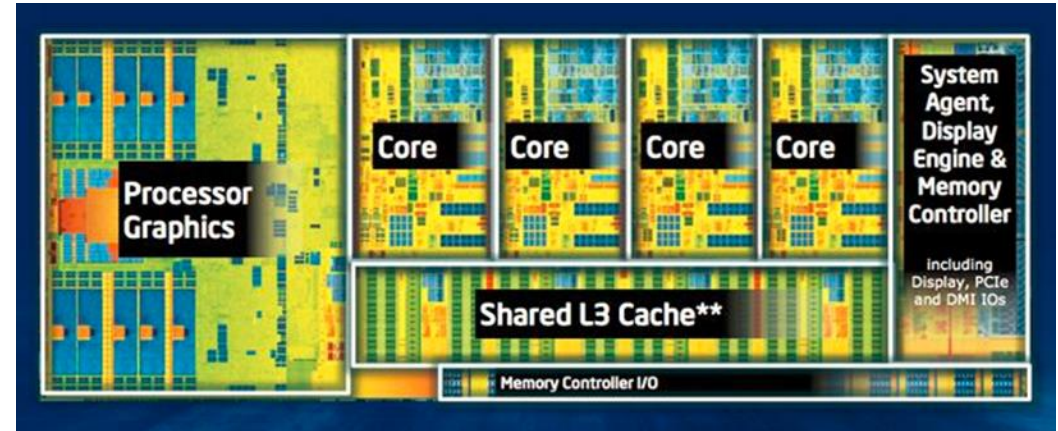 Processor
Graphics
Core
Core
Core
Core
System
Agent,
Display
Engine &
Memory
Controller
including
Display, PCIe
and DMI IOs
Shared L3 Cache**
Memory Controller I/O